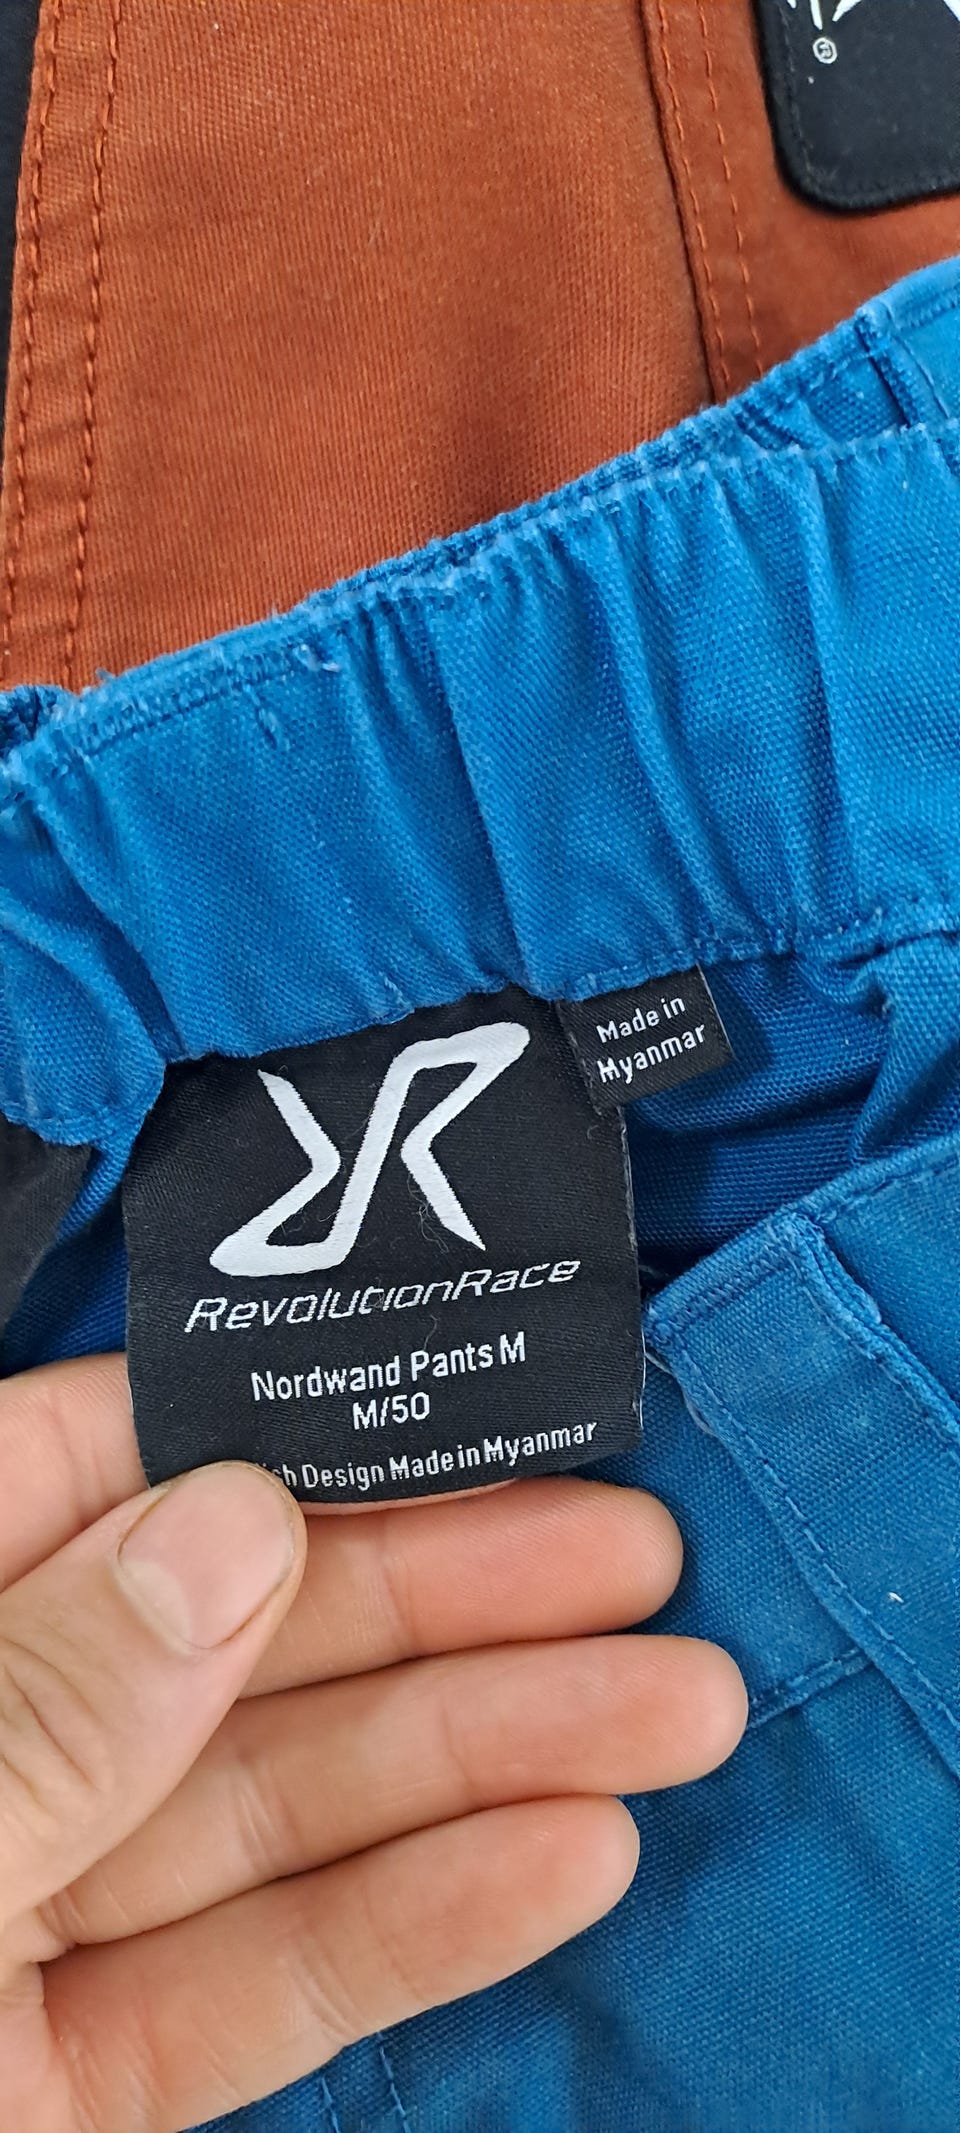 ®
Made in
Myanmar
RevolutionRace
Nordwand Pants M
M/50
Design Made in Myanmar